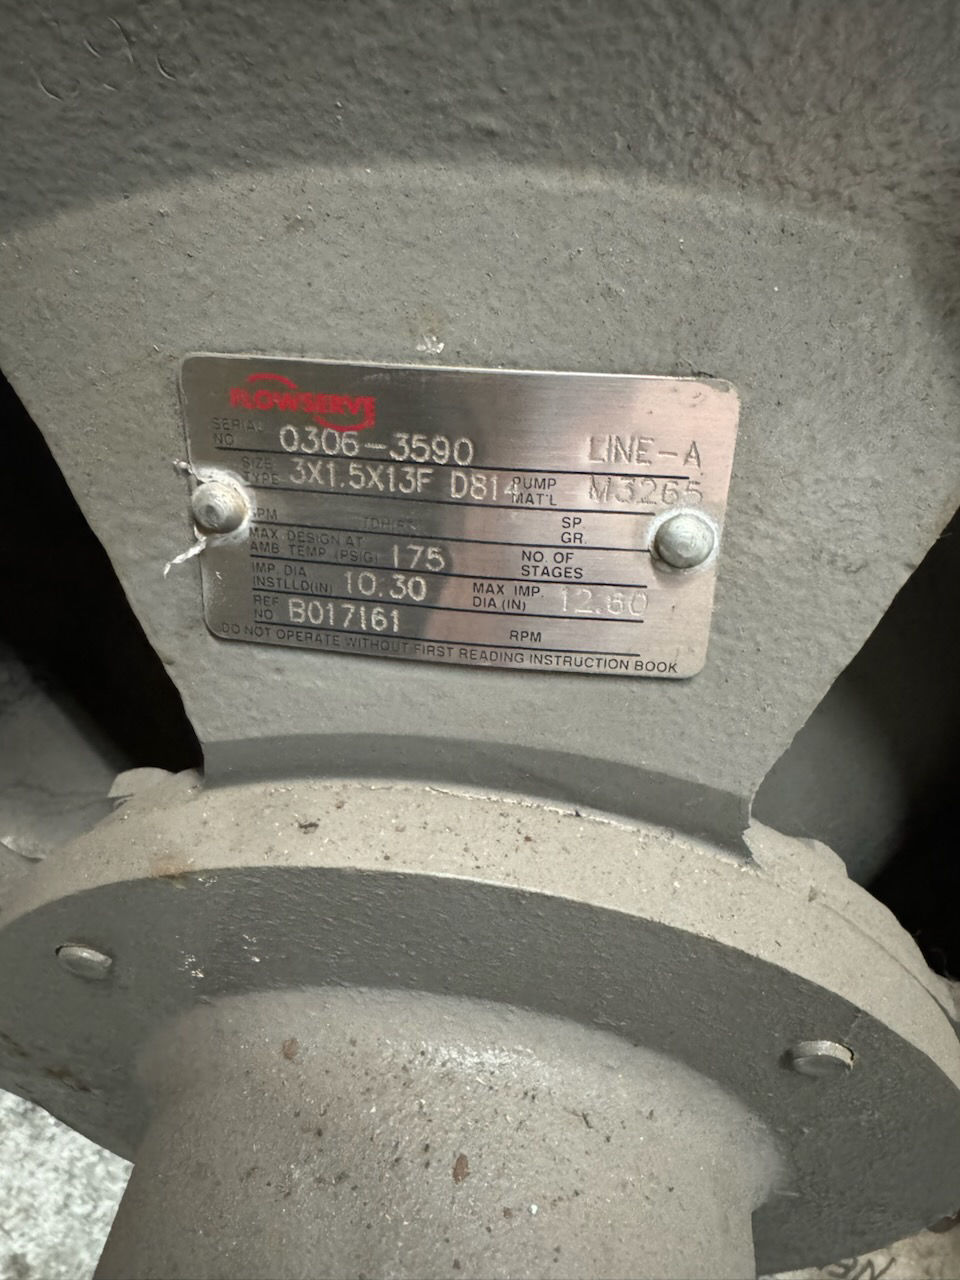 FLOWSERVE
SERIAL NO 0306-3590 LINE-A
SIZE TYPE 3X1.5X13F D814 PUMP MAT'L M3265
GPM TDH(FT) SP. GR.
MAX. DESIGN AT AMB. TEMP. (PSIG) 175 NO. OF STAGES
IMP. DIA INSTLLD(IN) 10.30 MAX IMP. DIA (IN) 12.60
REF NO B017161 RPM
DO NOT OPERATE WITHOUT FIRST READING INSTRUCTION BOOK